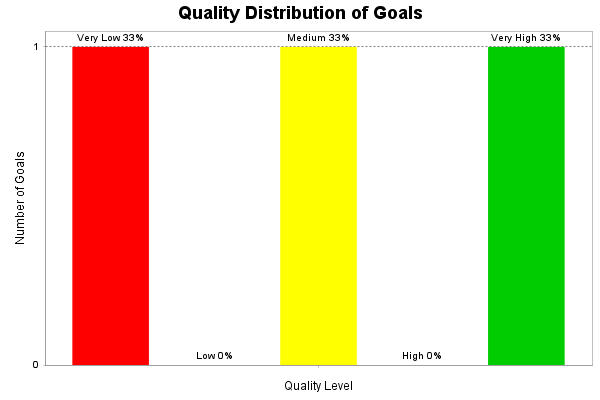 Quality Distribution of Goals
Very Low 33%
Medium 33%
Very High 33%
1
Number of Goals
Low 0%
High 0%
0
Quality Level